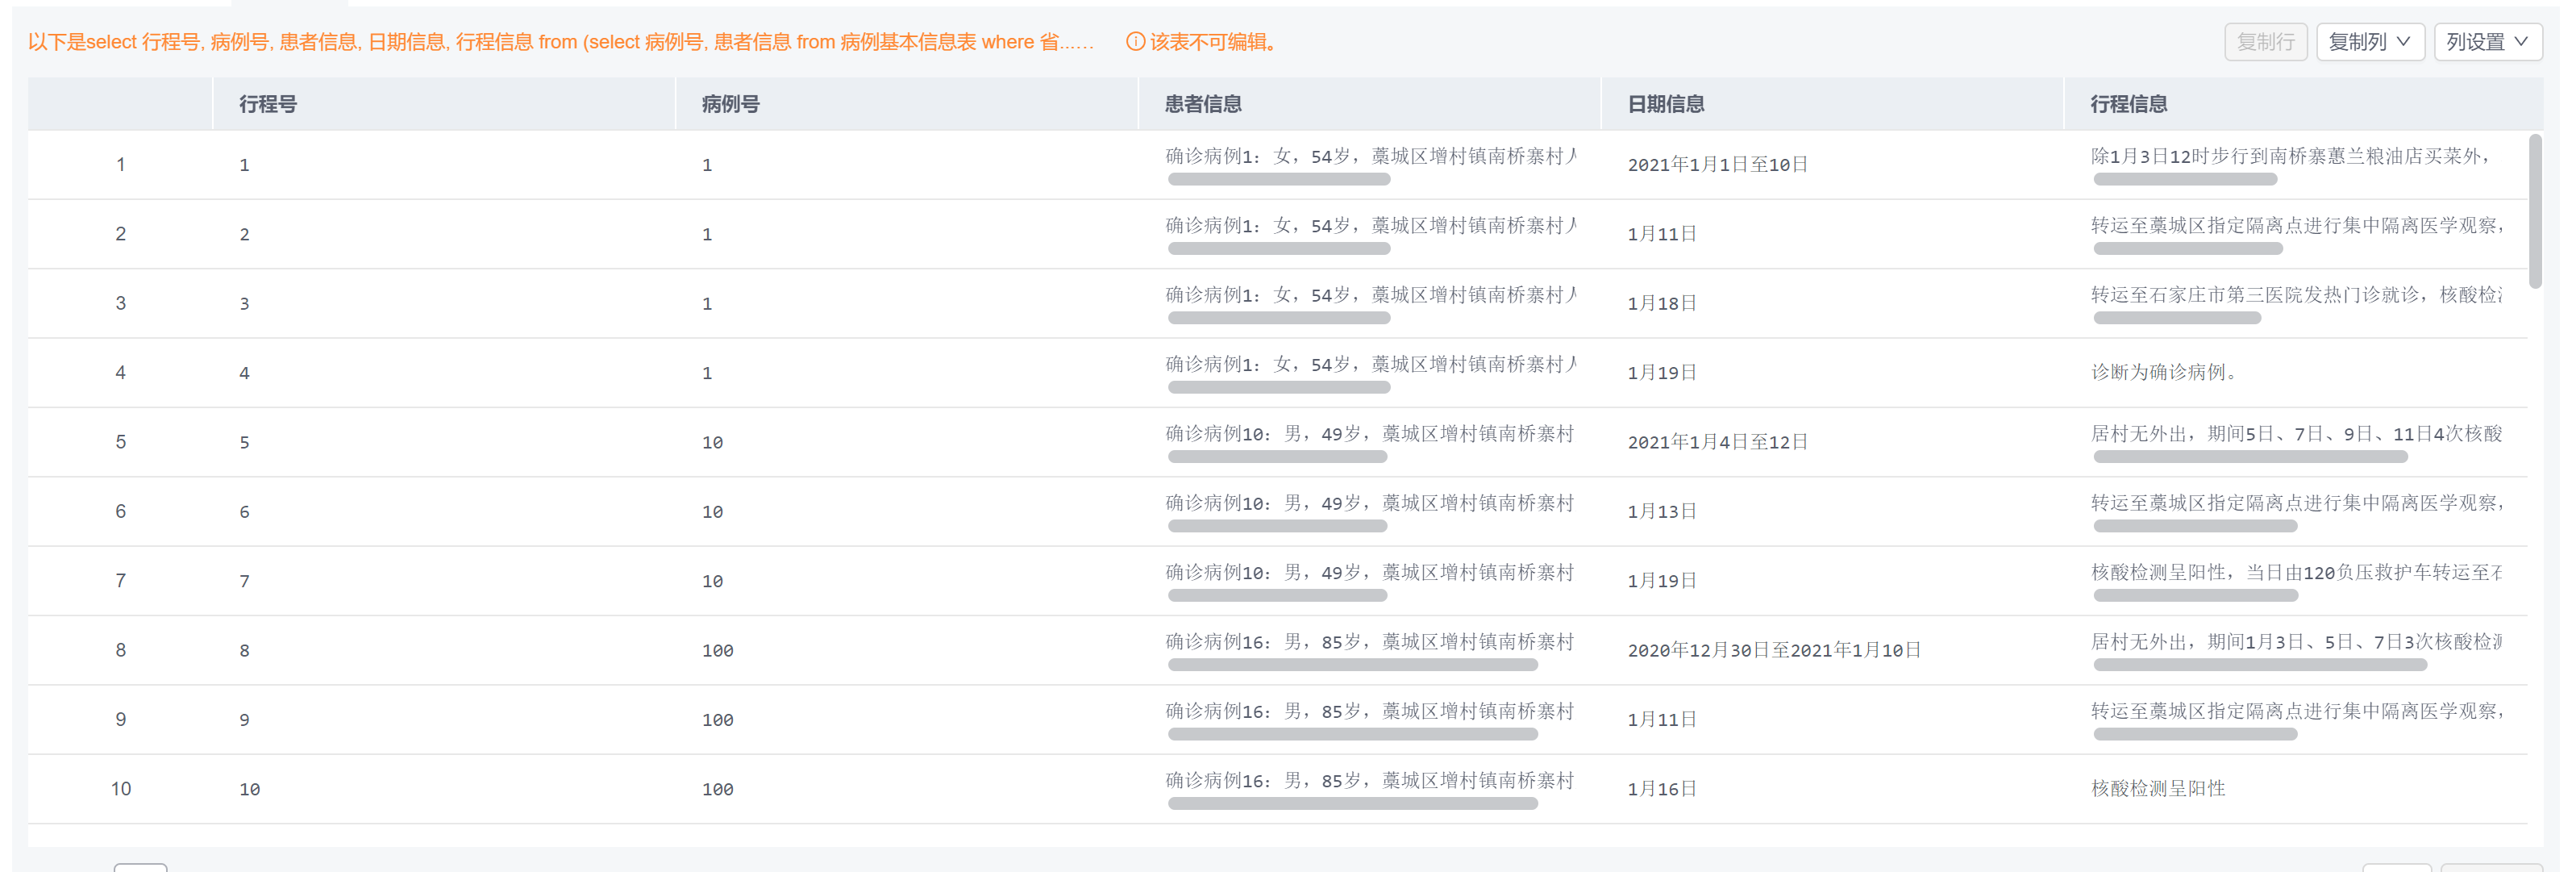 以下是select 行程号, 病例号, 患者信息, 日期信息, 行程信息 from (select 病例号, 患者信息 from 病例基本信息表 where 省...... 该表不可编辑。 复制行 复制列 列设置
行程号 病例号 患者信息 日期信息 行程信息
1 1 1 确诊病例1：女，54岁，藁城区增村镇南桥寨村人 2021年1月1日至10日 除1月3日12时步行到南桥寨蕙兰粮油店买菜外，
2 2 1 确诊病例1：女，54岁，藁城区增村镇南桥寨村人 1月11日 转运至藁城区指定隔离点进行集中隔离医学观察，
3 3 1 确诊病例1：女，54岁，藁城区增村镇南桥寨村人 1月18日 转运至石家庄市第三医院发热门诊就诊，核酸检测
4 4 1 确诊病例1：女，54岁，藁城区增村镇南桥寨村人 1月19日 诊断为确诊病例。
5 5 10 确诊病例10：男，49岁，藁城区增村镇南桥寨村 2021年1月4日至12日 居村无外出，期间5日、7日、9日、11日4次核酸
6 6 10 确诊病例10：男，49岁，藁城区增村镇南桥寨村 1月13日 转运至藁城区指定隔离点进行集中隔离医学观察，
7 7 10 确诊病例10：男，49岁，藁城区增村镇南桥寨村 1月19日 核酸检测呈阳性，当日由120负压救护车转运至石
8 8 100 确诊病例16：男，85岁，藁城区增村镇南桥寨村 2020年12月30日至2021年1月10日 居村无外出，期间1月3日、5日、7日3次核酸检测
9 9 100 确诊病例16：男，85岁，藁城区增村镇南桥寨村 1月11日 转运至藁城区指定隔离点进行集中隔离医学观察，
10 10 100 确诊病例16：男，85岁，藁城区增村镇南桥寨村 1月16日 核酸检测呈阳性